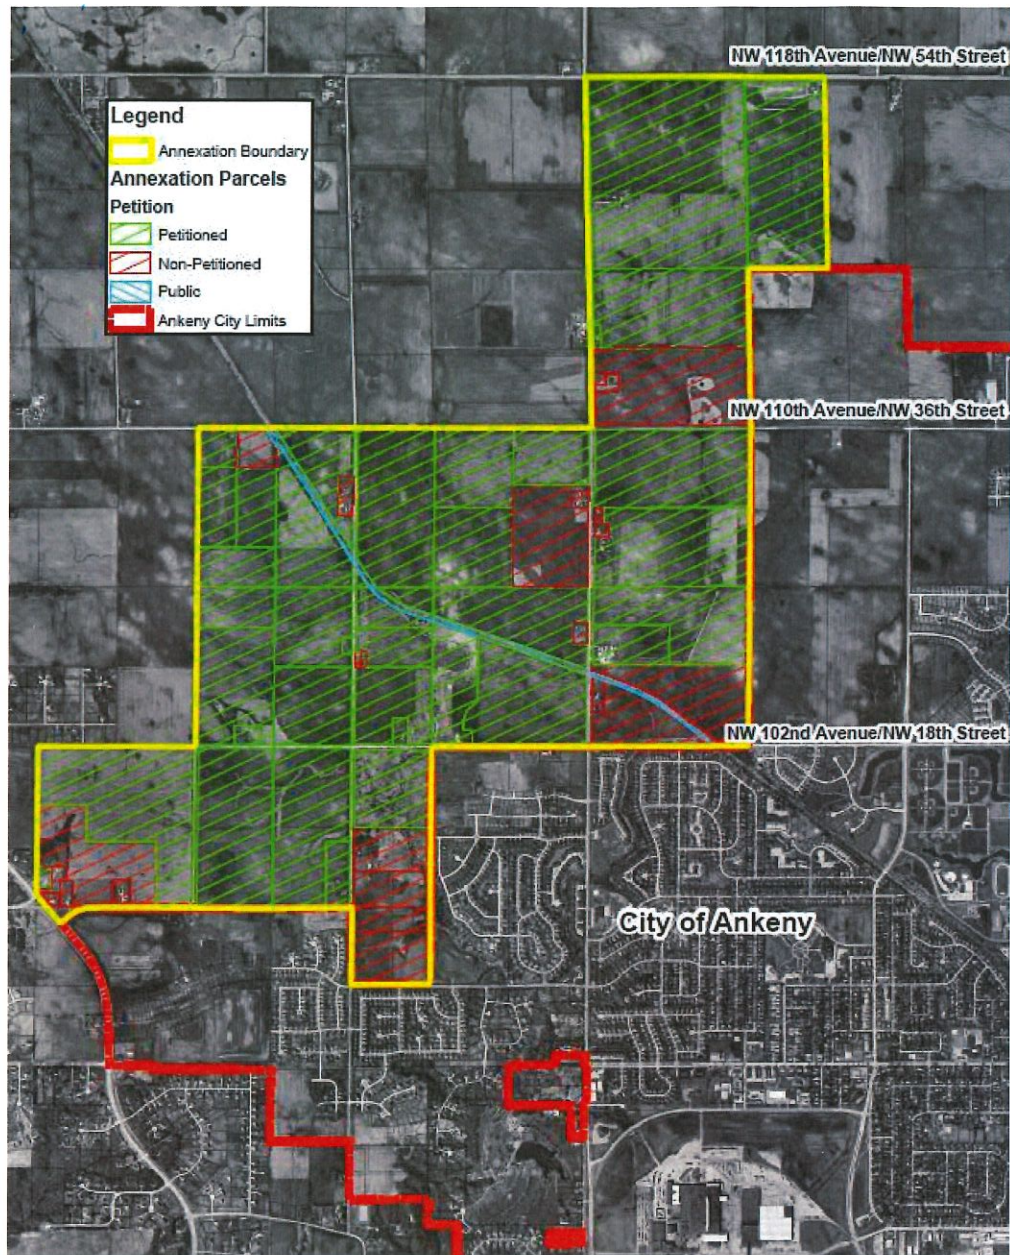 NW 118th Avenue/NW 54th Street
Legend
Annexation Boundary
Annexation Parcels
Petition
Petitioned
Non-Petitioned
Public
Ankeny City Limits
NW 110th Avenue/NW 36th Street
NW 102nd Avenue/NW 18th Street
City of Ankeny